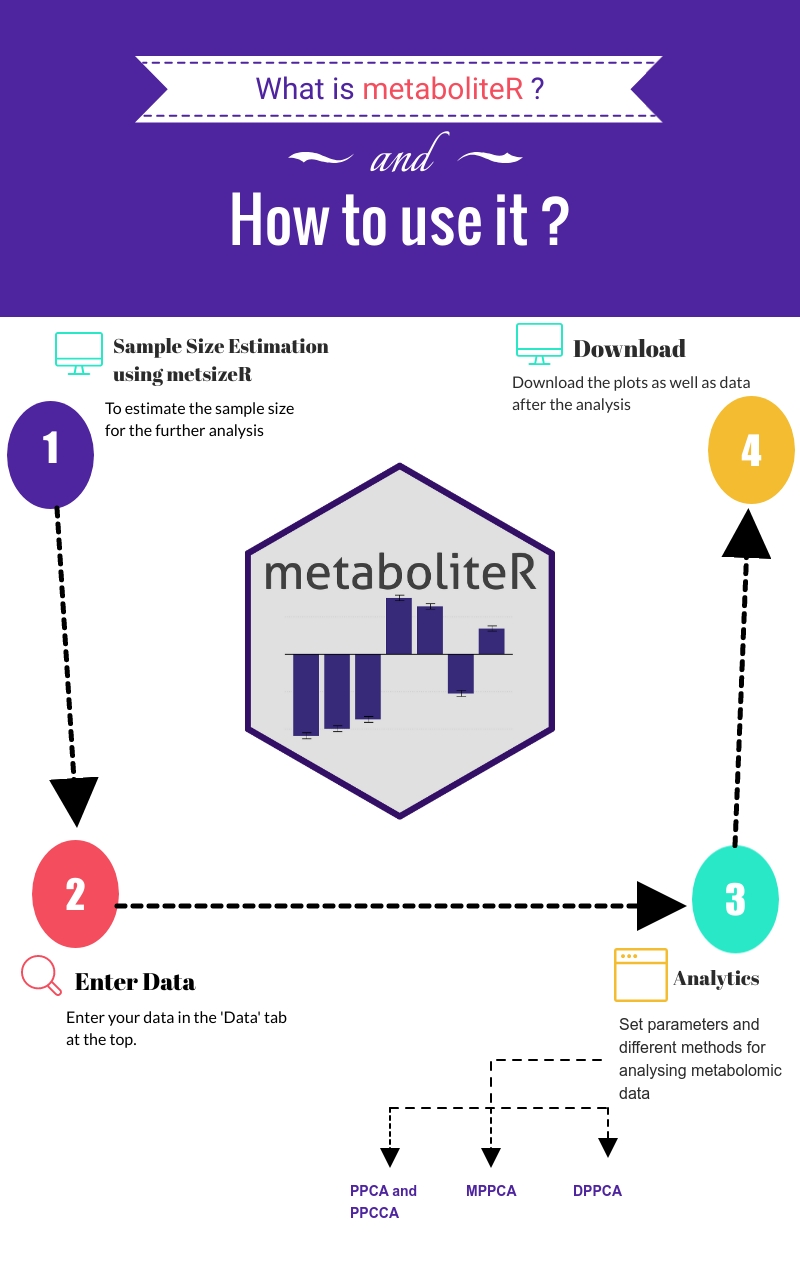 What is metaboliteR ?
and
How to use it ?
Sample Size Estimation
using metsizeR
To estimate the sample size
for the further analysis
1
Download
Download the plots as well as data
after the analysis
4
metaboliteR
2
Enter Data
Enter your data in the 'Data' tab
at the top.
3
Analytics
Set parameters and
different methods for
analysing metabolomic
data
PPCA and
PPCCA
MPPCA
DPPCA